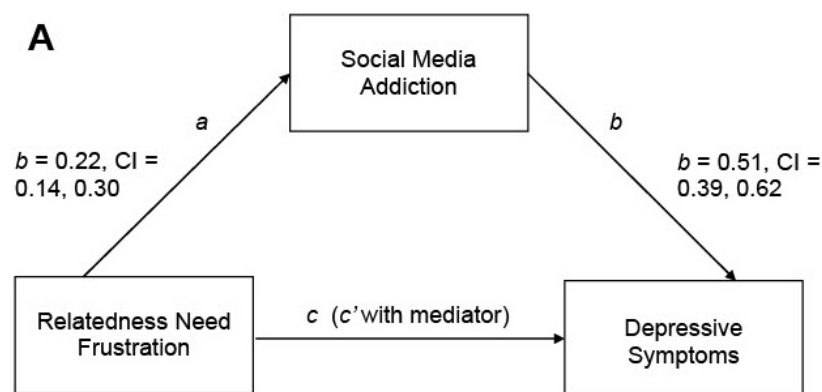 A
Social Media
Addiction
a
b
b = 0.22, CI =
0.14, 0.30
b = 0.51, CI =
0.39, 0.62
Relatedness Need
Frustration
c (c’ with mediator)
Depressive
Symptoms